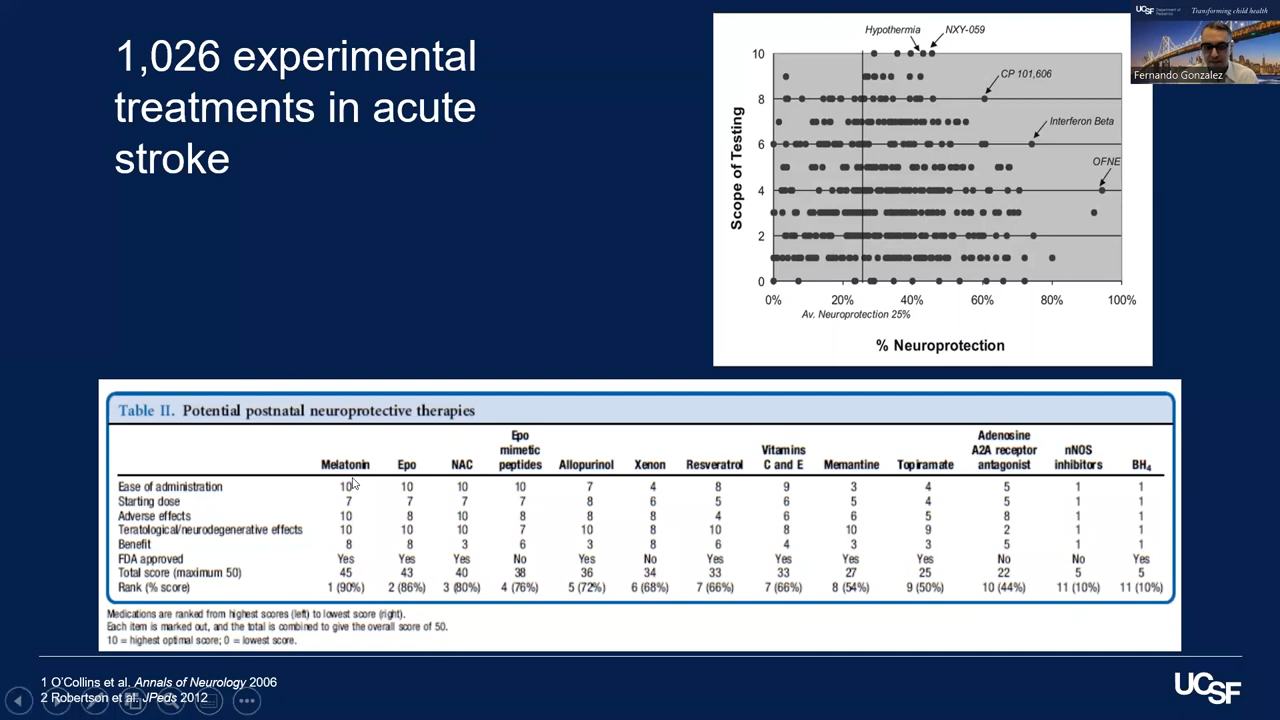 1,026 experimental
treatments in acute
stroke
Hypothermia NXY-059
CP 101,606
Interferon Beta
OFNE
Scope of Testing
10
8
6
4
2
0
0% 20% 40% 60% 80% 100%
Av. Neuroprotection 25%
% Neuroprotection
UCSF Department of Pediatrics Transforming child health
Fernando Gonzalez
Table II. Potential postnatal neuroprotective therapies
Epo Adenosine
mimetic Vitamins A2A receptor nNOS
Melatonin Epo NAC peptides Allopurinol Xenon Resveratrol C and E Memantine Topiramate antagonist inhibitors BH4
Ease of administration 10 10 10 10 7 4 8 9 3 4 5 1 1
Starting dose 7 7 7 7 8 6 5 6 5 4 6 1 1
Adverse effects 10 8 10 8 8 8 4 6 6 5 8 1 1
Teratological/neurodegenerative effects 10 10 10 7 10 8 10 8 10 9 2 1 1
Benefit 8 8 3 6 3 8 6 4 3 3 5 1 1
FDA approved Yes Yes Yes No Yes No Yes Yes Yes Yes No No Yes
Total score (maximum 50) 45 43 40 38 36 34 33 33 27 25 22 5 5
Rank (% score) 1 (90%) 2 (86%) 3 (80%) 4 (76%) 5 (72%) 6 (68%) 7 (66%) 7 (66%) 8 (54%) 9 (50%) 10 (44%) 11 (10%) 11 (10%)
Medications are ranked from highest scores (left) to lowest score (right).
Each item is marked out, and the total is combined to give the overall score of 50.
10 = highest optimal score; 0 = lowest score.
1 O'Collins et al. Annals of Neurology 2006
2 Robertson et al. JPeds 2012
UCSF